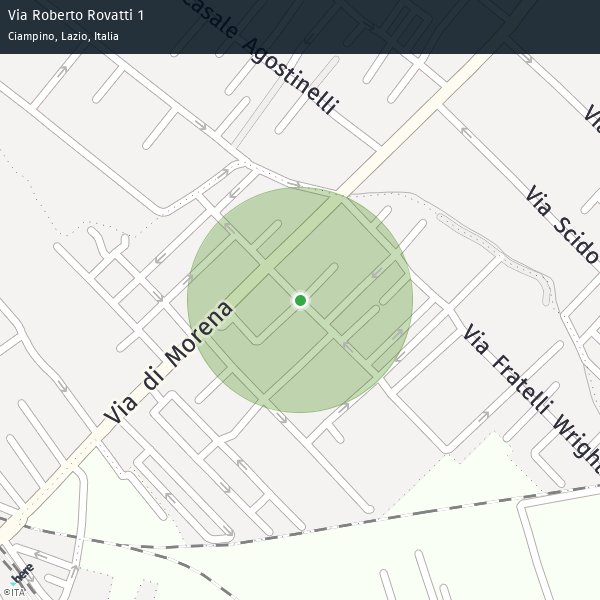 Via Roberto Rovatti 1
Ciampino, Lazio, Italia
Casale Agostinelli
Via
Via Scido
Via di Morena
Via Fratelli Wright
here
©ITA